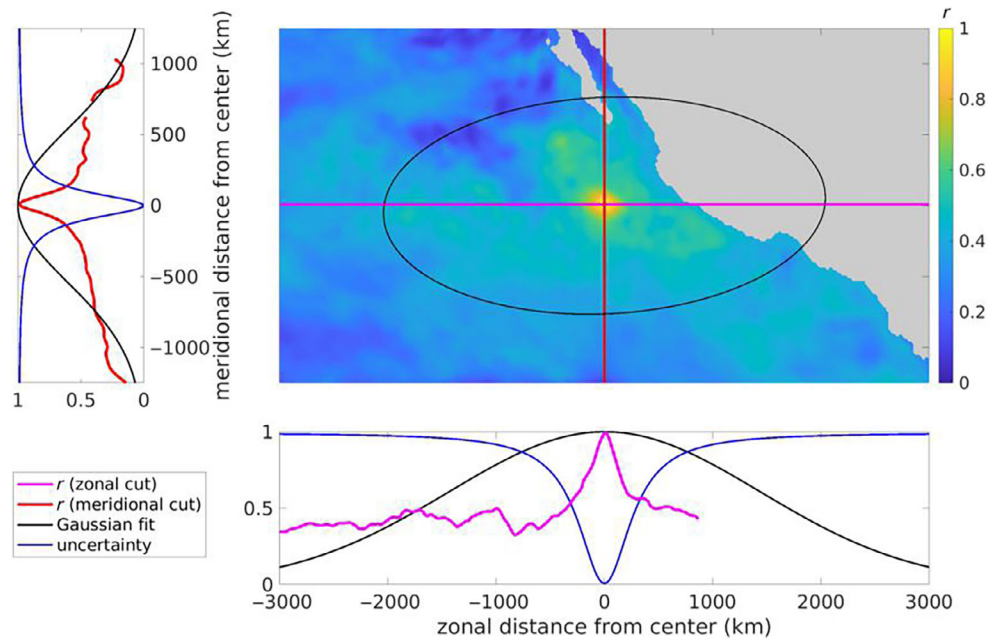 r
1000
500
0
−500
−1000
1 0.5 0
meridional distance from center (km)
1
0.8
0.6
0.4
0.2
0
1
0.5
0
−3000 −2000 −1000 0 1000 2000 3000
zonal distance from center (km)
r (zonal cut)
r (meridional cut)
Gaussian fit
uncertainty